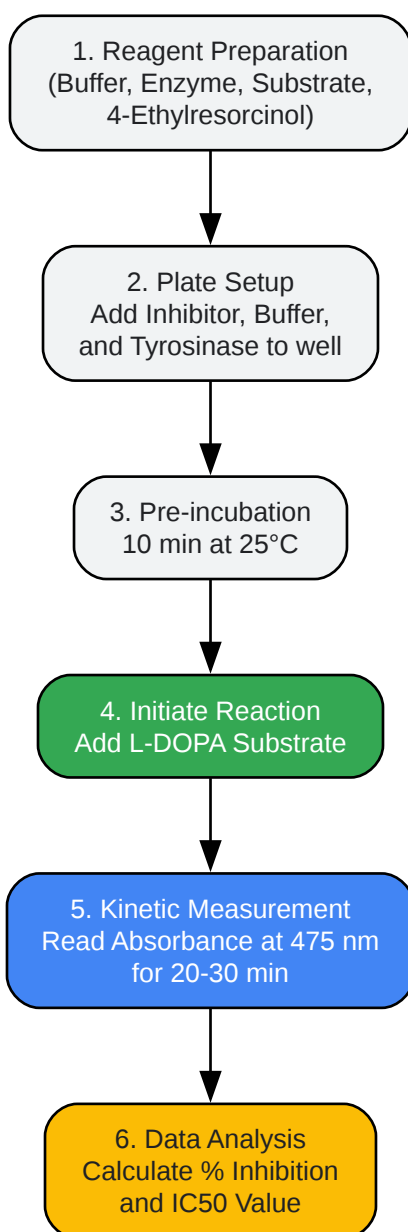 1. Reagent Preparation
(Buffer, Enzyme, Substrate,
4-Ethylresorcinol)
2. Plate Setup
Add Inhibitor, Buffer,
and Tyrosinase to well
3. Pre-incubation
10 min at 25°C
4. Initiate Reaction
Add L-DOPA Substrate
5. Kinetic Measurement
Read Absorbance at 475 nm
for 20-30 min
6. Data Analysis
Calculate % Inhibition
and IC50 Value